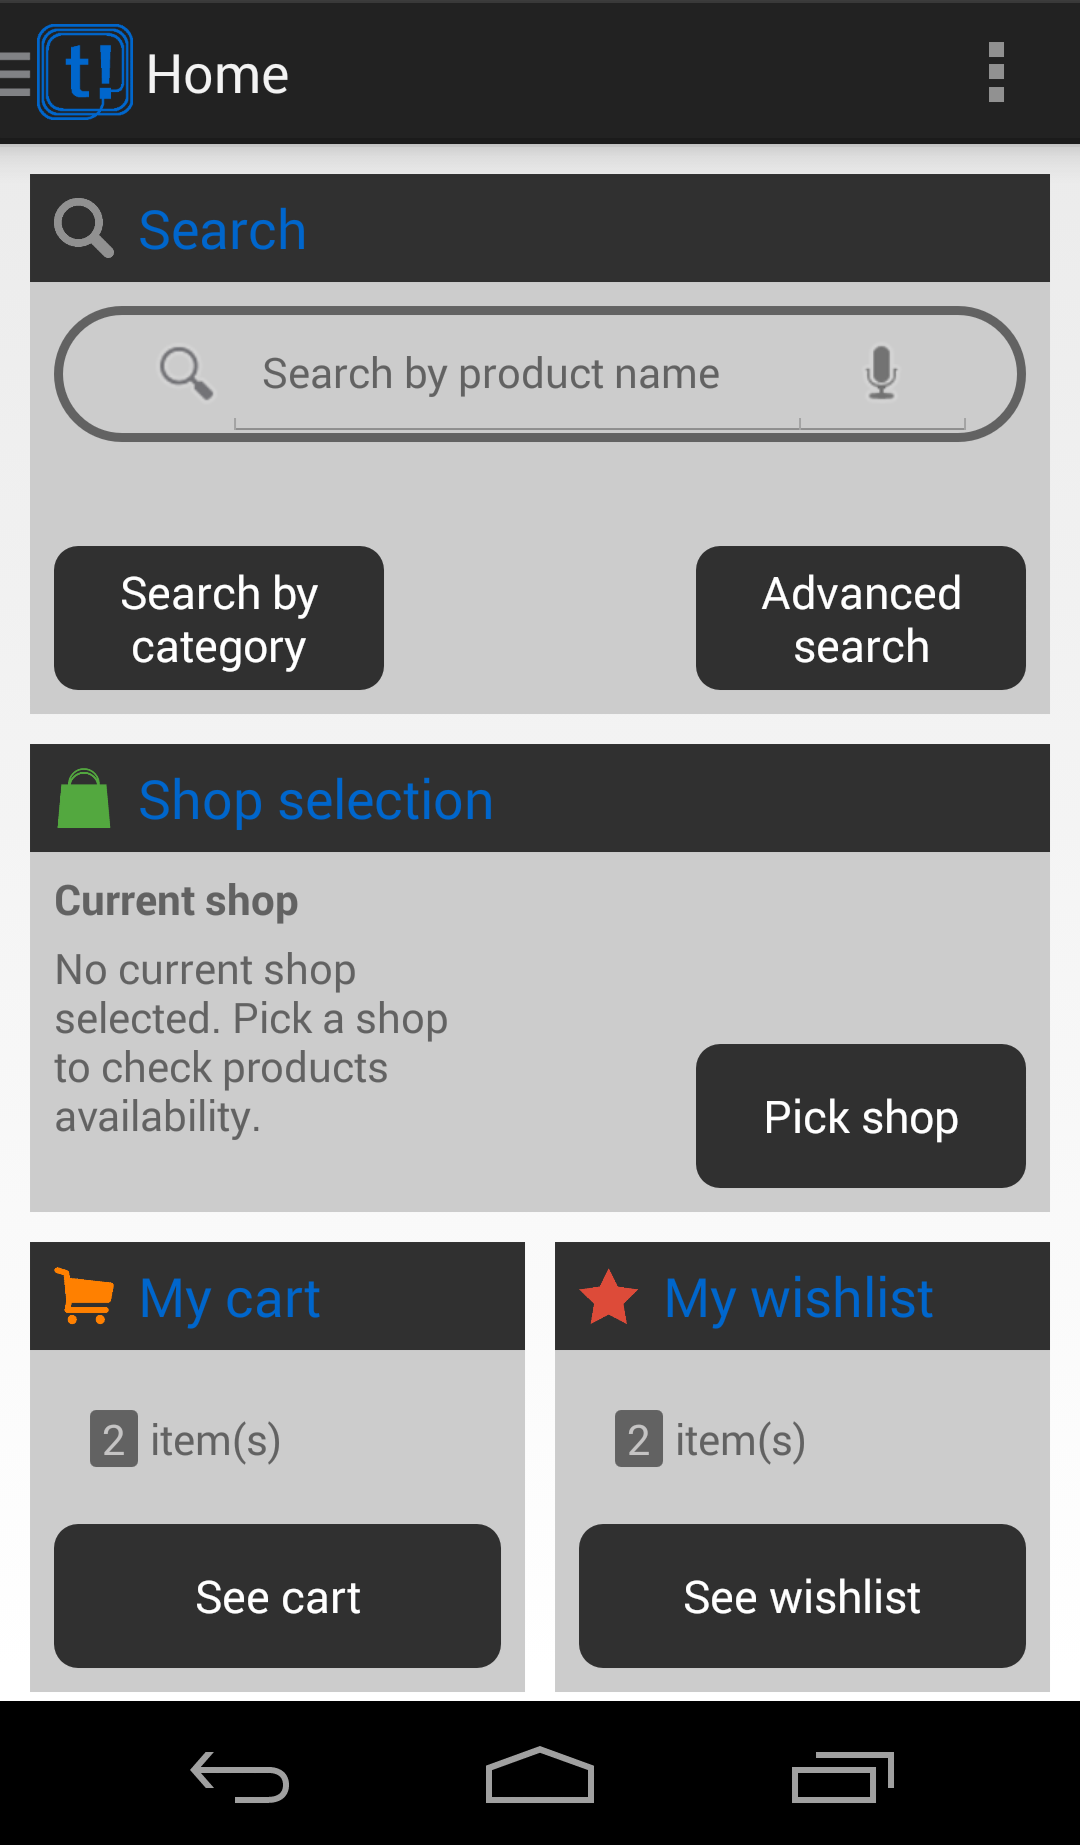 t! Home
Search
Search by product name
Search by
category
Advanced
search
Shop selection
Current shop
No current shop
selected. Pick a shop
to check products
availability.
Pick shop
My cart
2 item(s)
See cart
My wishlist
2 item(s)
See wishlist